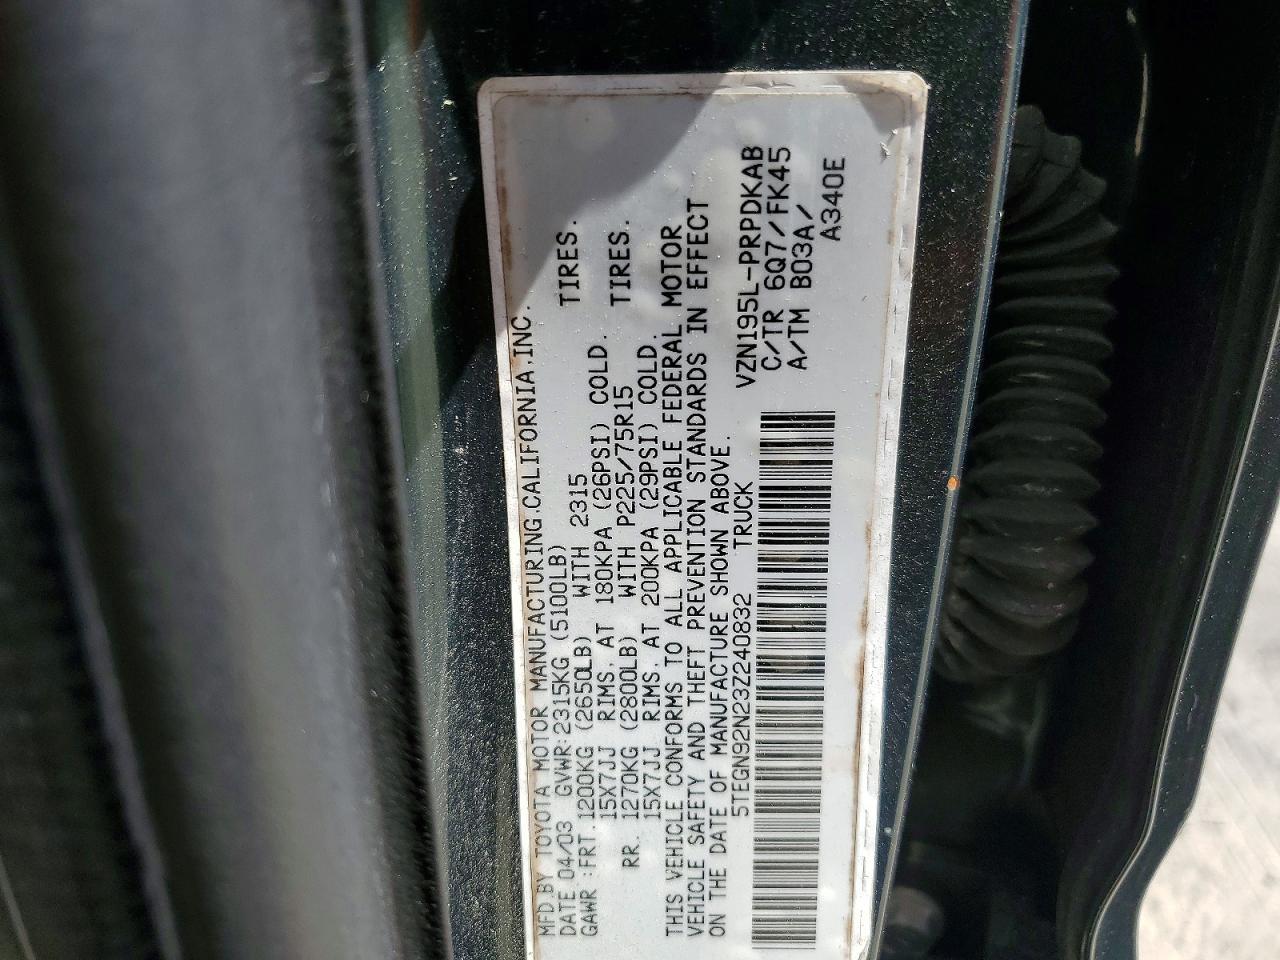 MFD.BY TOYOTA MOTOR MANUFACTURING.CALIFORNIA,INC.
DATE 04/03 GVWR:2315KG (5100LB)
GAWR :FRT.1200KG (2650LB) WITH 2315 TIRES.
15X7JJ RIMS. AT 180KPA (26PSI) COLD.
RR. 1270KG (2800LB) WITH P225/75R15 TIRES.
15X7JJ RIMS. AT 200KPA (29PSI) COLD.
THIS VEHICLE CONFORMS TO ALL APPLICABLE FEDERAL MOTOR
VEHICLE SAFETY AND THEFT PREVENTION STANDARDS IN EFFECT
ON THE DATE OF MANUFACTURE SHOWN ABOVE.
5TEGN92N23Z240832 TRUCK
VZN195L-PRPDKAB
C/TR 6Q7/FK45
A/TM B03A/
A340E